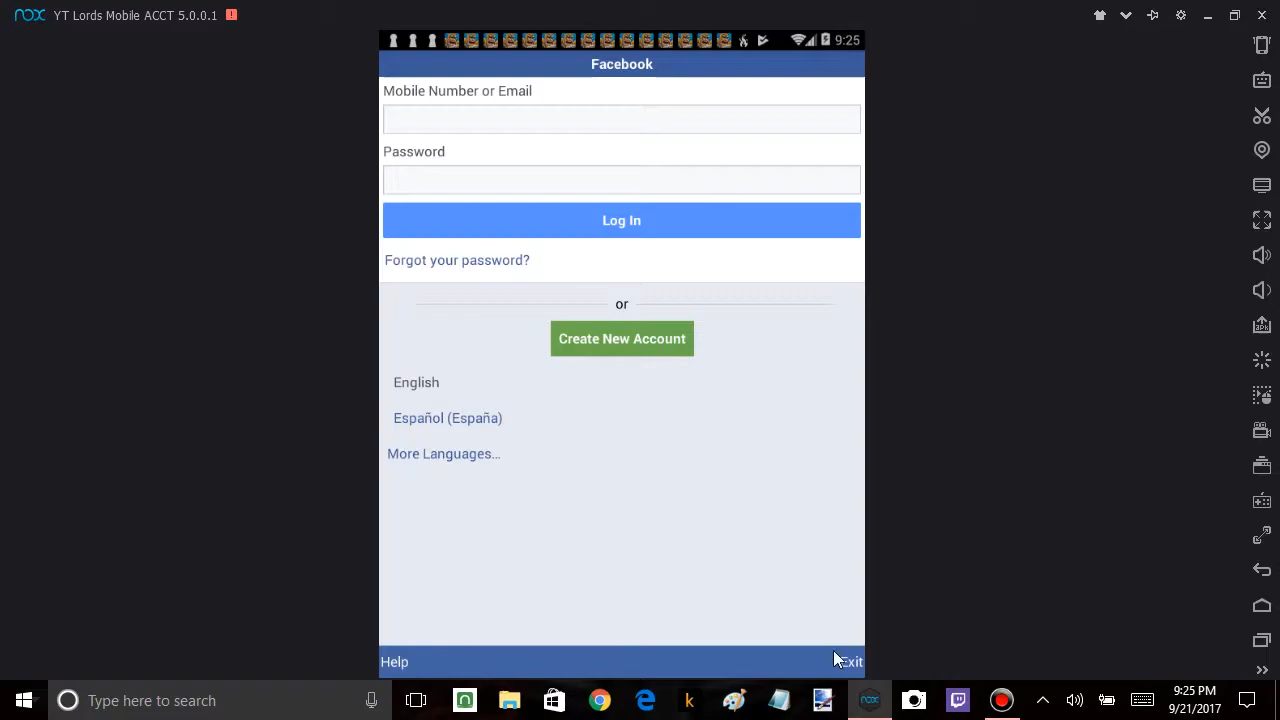 nox YT Lords Mobile ACCT 5.0.0.1
9:25
Facebook
Mobile Number or Email
Password
Log In
Forgot your password?
or
Create New Account
English
Español (España)
More Languages...
Help
Exit
Type here to search
9:25 PM
9/21/2017